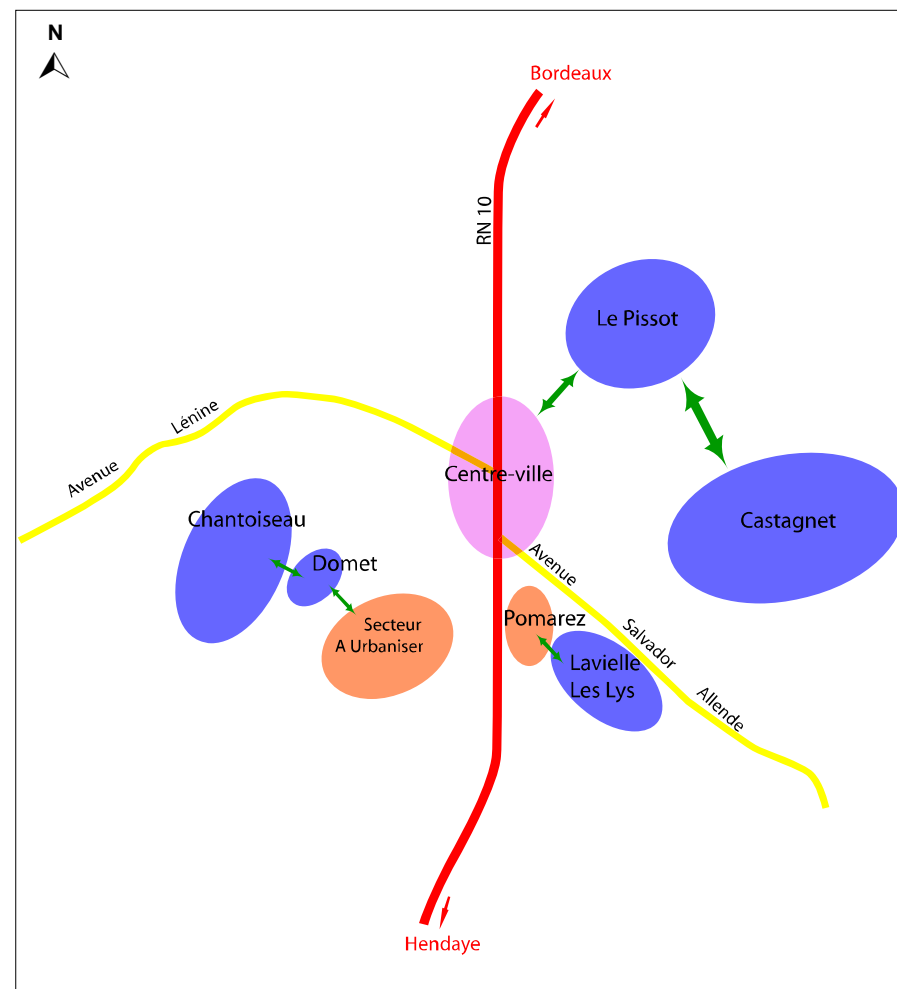 N
Bordeaux
RN 10
Le Pissot
Avenue Lénine
Centre-ville
Chantoiseau
Castagnet
Domet
Avenue Salvador Allende
Pomarez
Secteur
A Urbaniser
Lavielle
Les Lys
Hendaye